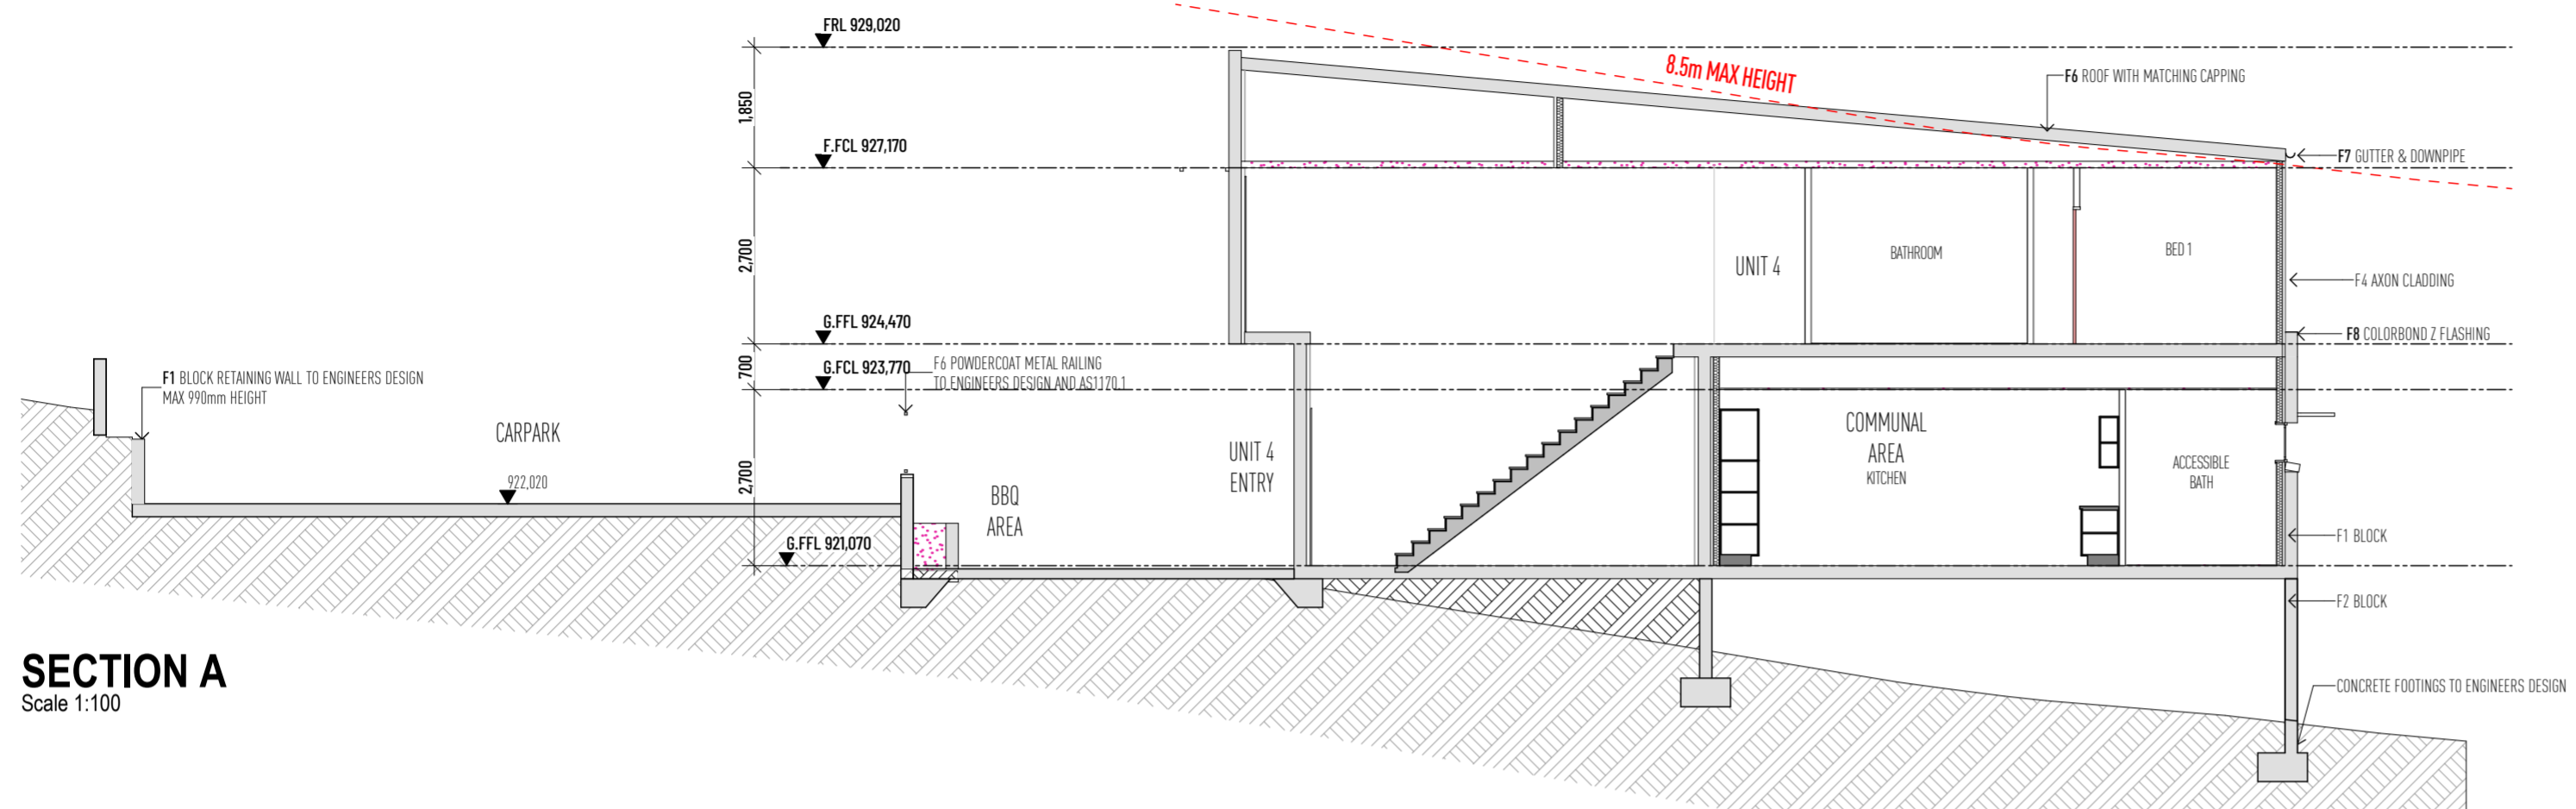 FRL 929,020
8.5m MAX HEIGHT
F6 ROOF WITH MATCHING CAPPING
1,850
F.FCL 927,170
F7 GUTTER & DOWNPIPE
2,700
UNIT 4
BATHROOM
BED 1
F4 AXON CLADDING
G.FFL 924,470
F8 COLORBOND Z FLASHING
700
G.FCL 923,770
F6 POWDERCOAT METAL RAILING
TO ENGINEERS DESIGN AND AS1170.1
F1 BLOCK RETAINING WALL TO ENGINEERS DESIGN
MAX 990mm HEIGHT
CARPARK
922,020
2,700
BBQ
AREA
UNIT 4
ENTRY
COMMUNAL
AREA
KITCHEN
ACCESSIBLE
BATH
F1 BLOCK
G.FFL 921,070
F2 BLOCK
CONCRETE FOOTINGS TO ENGINEERS DESIGN
SECTION A
Scale 1:100